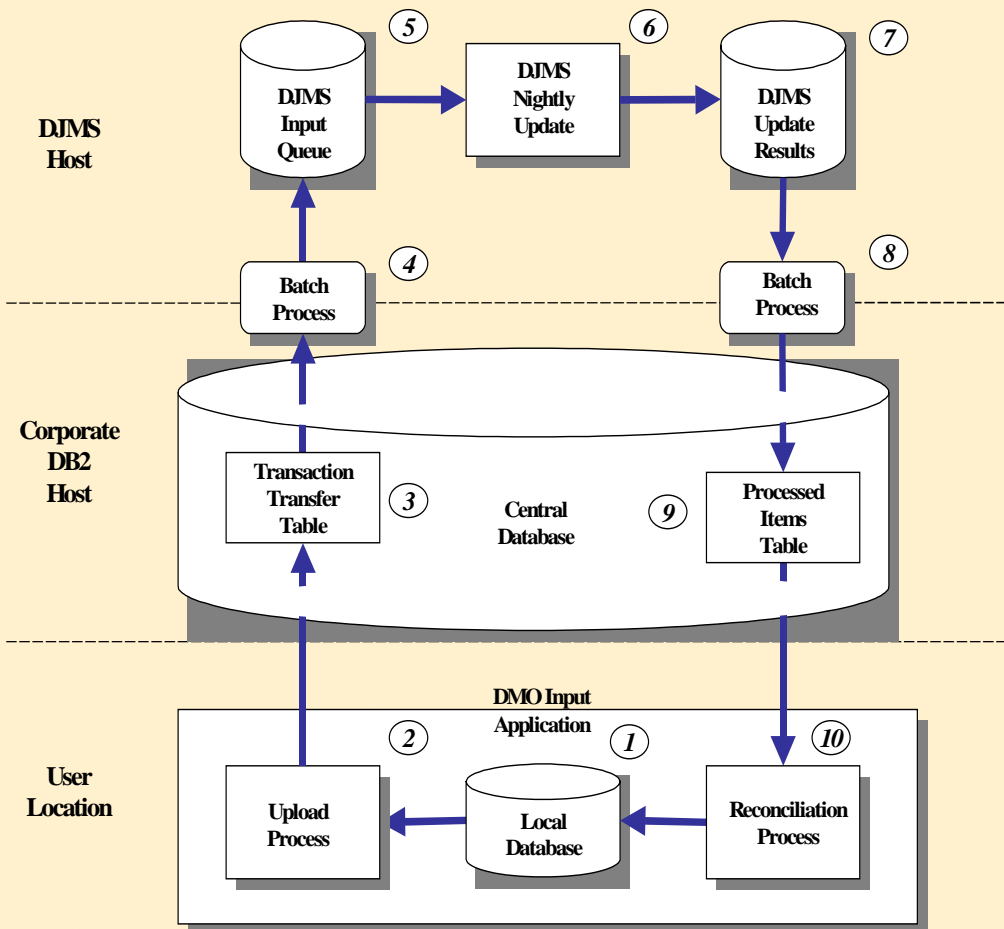 5
6
7
DJMS
Input
Queue
DJMS
Nightly
Update
DJMS
Update
Results
DJMS
Host
4
8
Batch
Process
Batch
Process
Corporate
DB2
Host
Transaction
Transfer
Table
3
Central
Database
9
Processed
Items
Table
DMO Input
Application
2
1
10
User
Location
Upload
Process
Local
Database
Reconciliation
Process